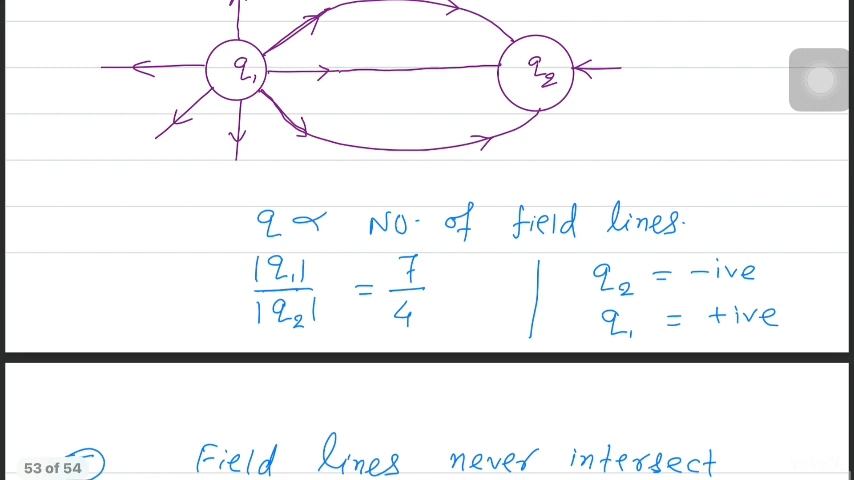 q₁ q₂
q ∝ NO. of field lines.
|q₁| / |q₂| = 7/4 | q₂ = -ive
q₁ = +ive
Field lines never intersect
53 of 54